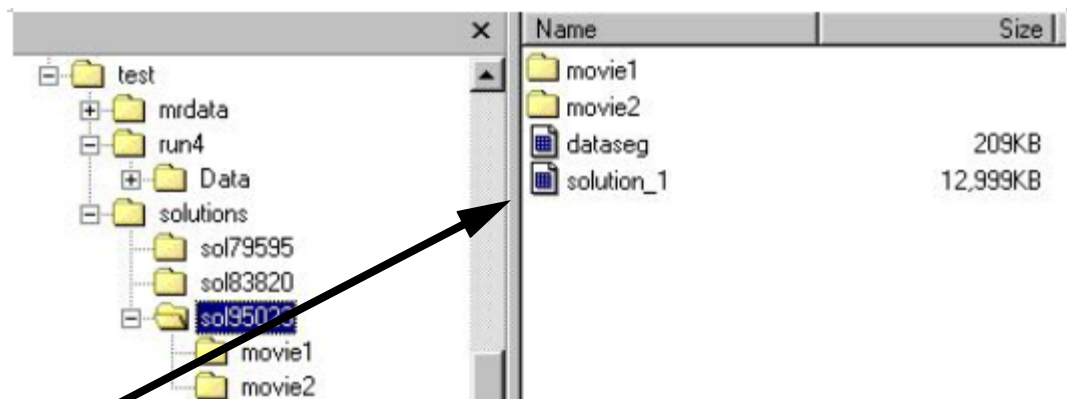 test
mrdata
run4
Data
solutions
sol79595
sol83820
movie1
movie2
Name Size
movie1
movie2
dataseg 209KB
solution_1 12,999KB